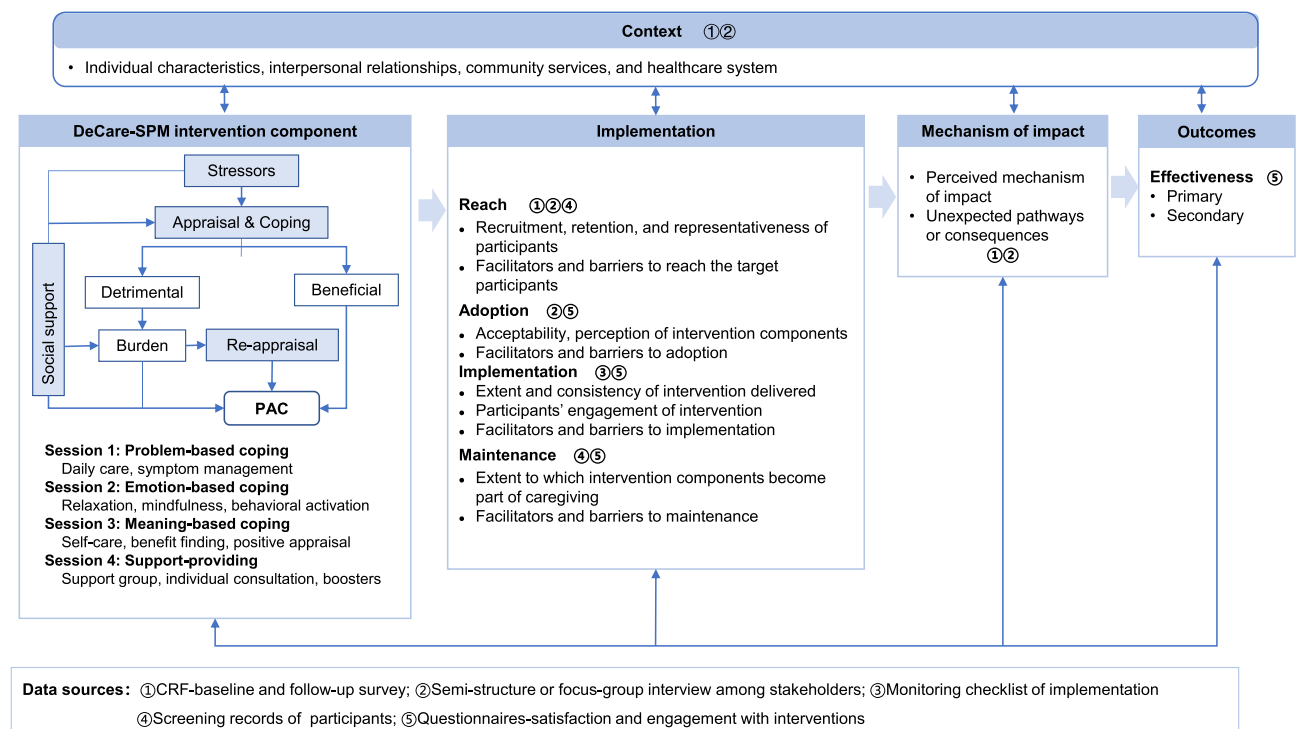 Context ①②
• Individual characteristics, interpersonal relationships, community services, and healthcare system
DeCare-SPM intervention component
Stressors
Appraisal & Coping
Social support
Detrimental
Beneficial
Burden
Re-appraisal
PAC
Session 1: Problem-based coping
Daily care, symptom management
Session 2: Emotion-based coping
Relaxation, mindfulness, behavioral activation
Session 3: Meaning-based coping
Self-care, benefit finding, positive appraisal
Session 4: Support-providing
Support group, individual consultation, boosters
Implementation
Reach ①②④
• Recruitment, retention, and representativeness of
participants
• Facilitators and barriers to reach the target
participants
Adoption ②⑤
• Acceptability, perception of intervention components
• Facilitators and barriers to adoption
Implementation ③⑤
• Extent and consistency of intervention delivered
• Participants' engagement of intervention
• Facilitators and barriers to implementation
Maintenance ④⑤
• Extent to which intervention components become
part of caregiving
• Facilitators and barriers to maintenance
Mechanism of impact
• Perceived mechanism
of impact
• Unexpected pathways
or consequences
①②
Outcomes
Effectiveness ⑤
• Primary
• Secondary
Data sources: ①CRF-baseline and follow-up survey; ②Semi-structure or focus-group interview among stakeholders; ③Monitoring checklist of implementation
④Screening records of participants; ⑤Questionnaires-satisfaction and engagement with interventions